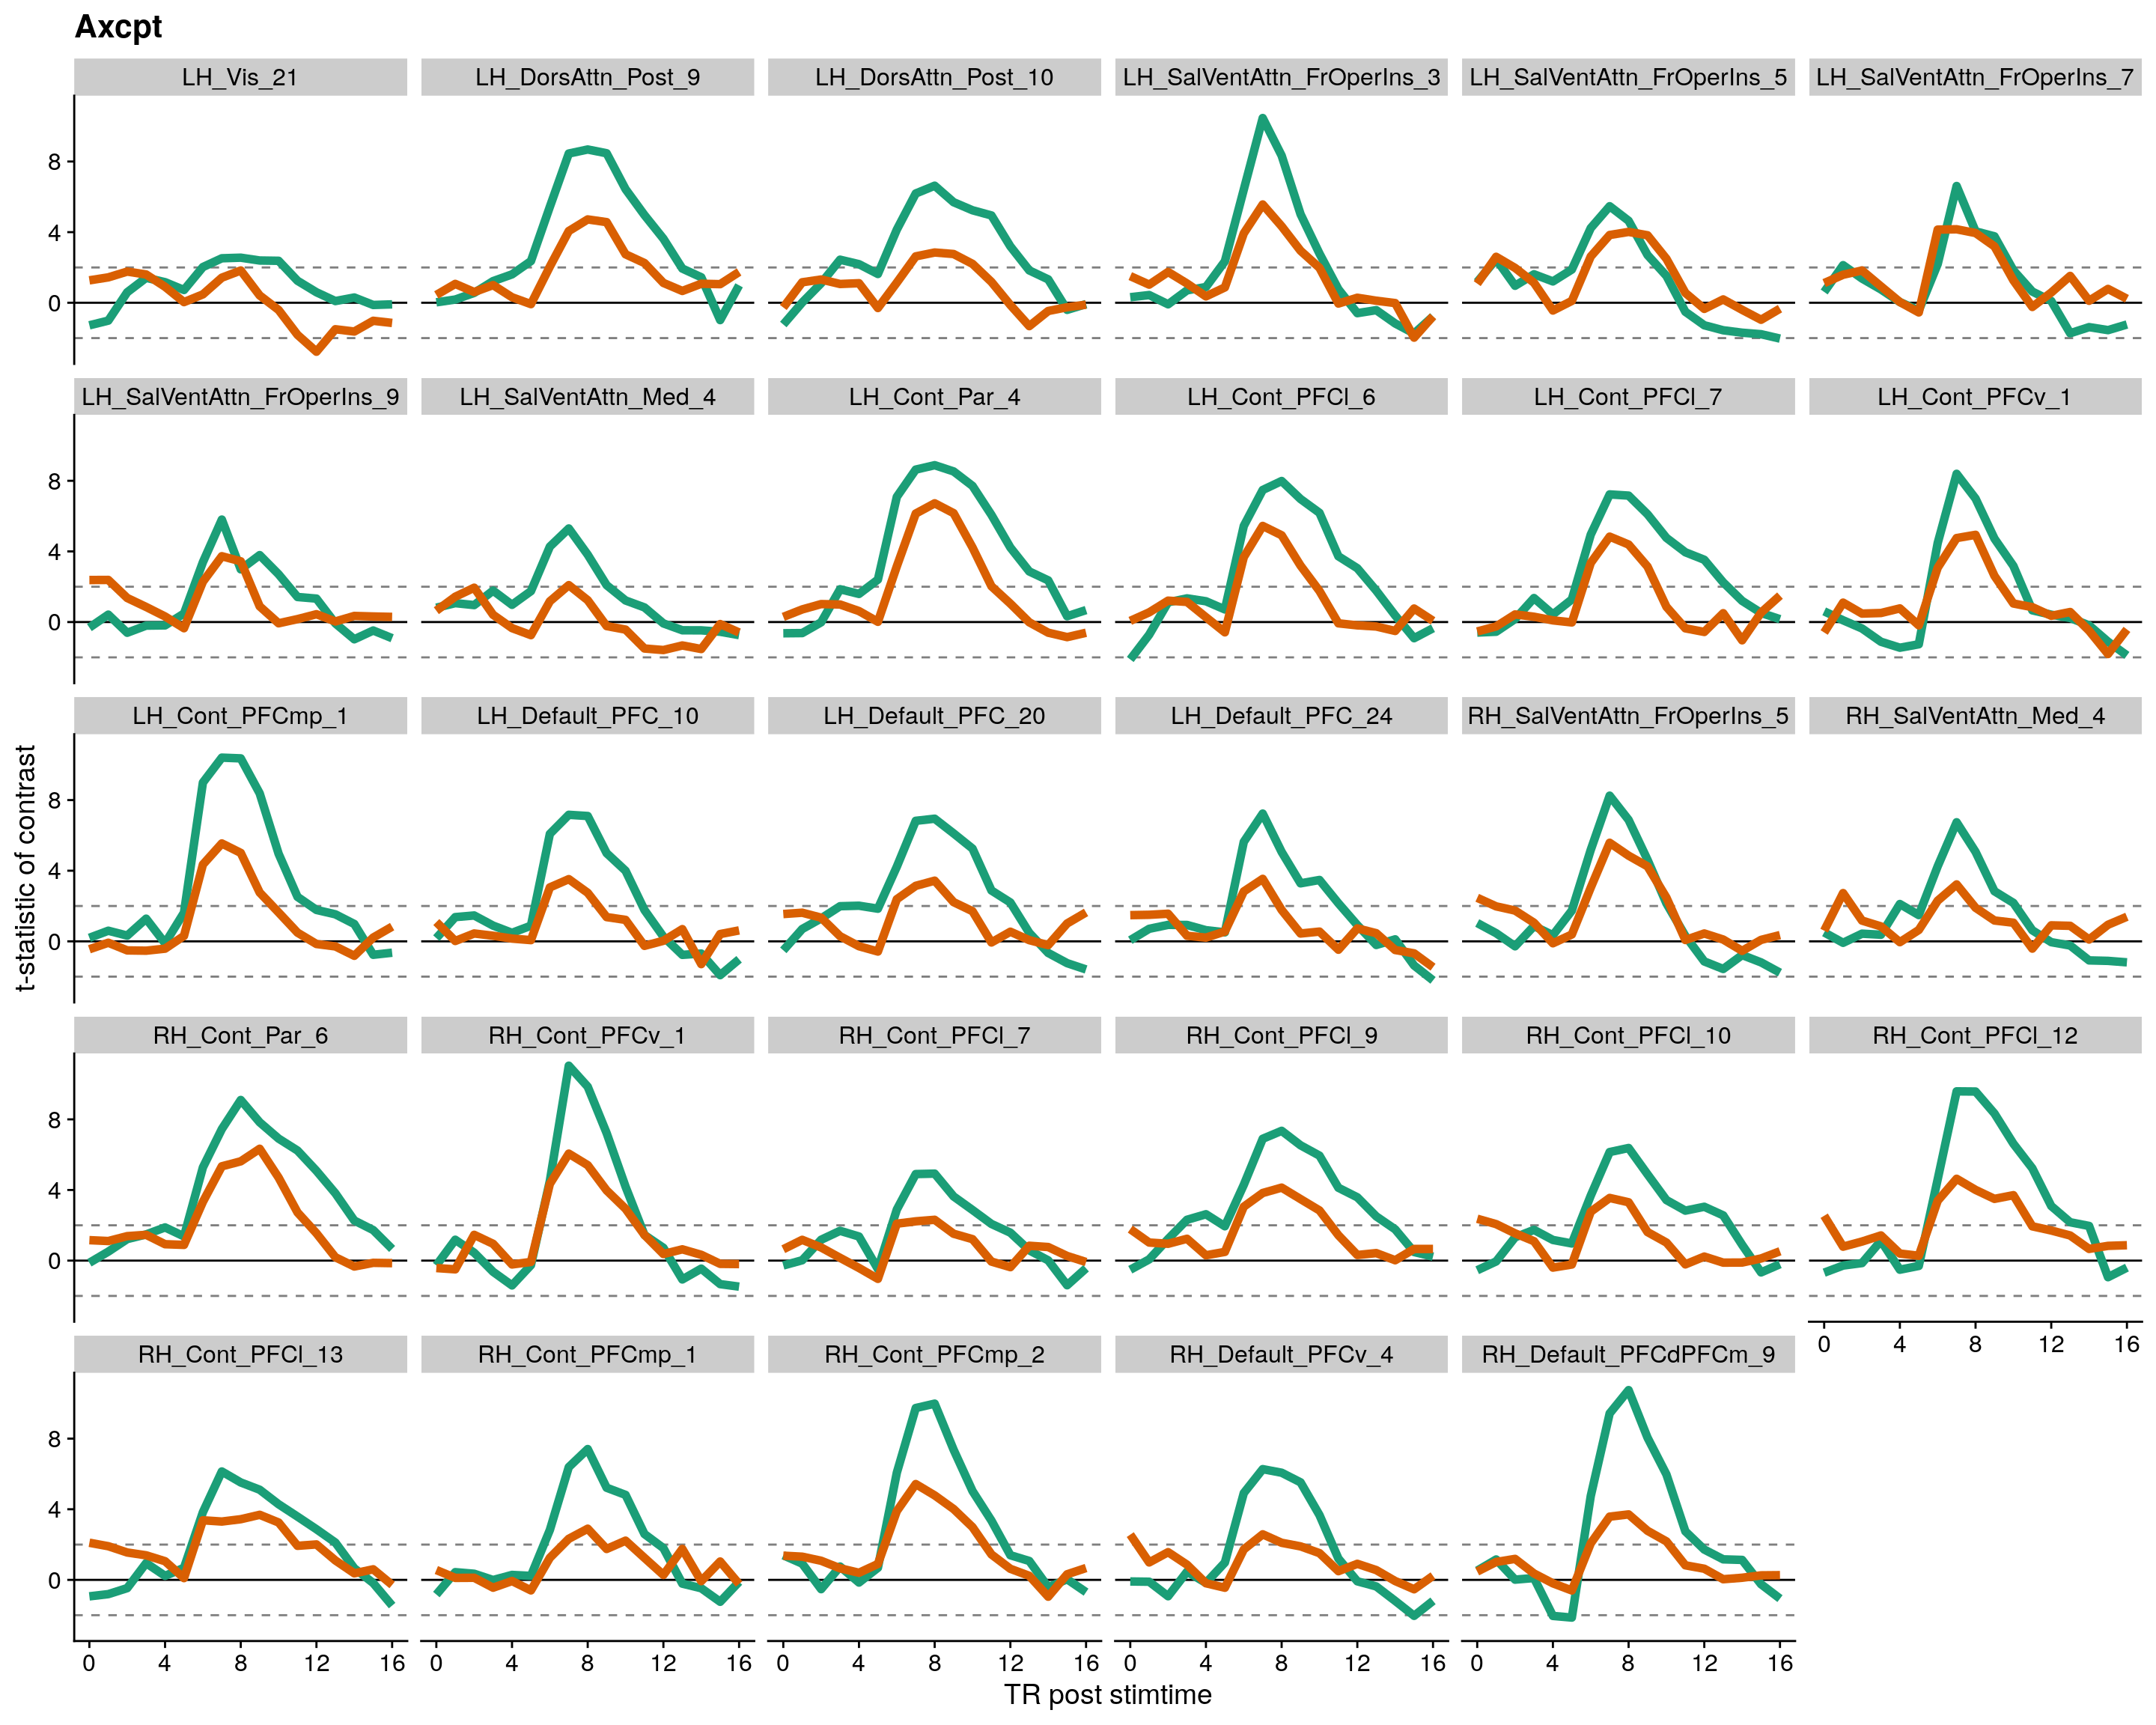 Axcpt
LH_Vis_21
LH_DorsAttn_Post_9
LH_DorsAttn_Post_10
LH_SalVentAttn_FrOperIns_3
LH_SalVentAttn_FrOperIns_5
LH_SalVentAttn_FrOperIns_7
8
4
0
LH_SalVentAttn_FrOperIns_9
LH_SalVentAttn_Med_4
LH_Cont_Par_4
LH_Cont_PFCl_6
LH_Cont_PFCl_7
LH_Cont_PFCv_1
8
4
0
LH_Cont_PFCmp_1
LH_Default_PFC_10
LH_Default_PFC_20
LH_Default_PFC_24
RH_SalVentAttn_FrOperIns_5
RH_SalVentAttn_Med_4
t-statistic of contrast
8
4
0
RH_Cont_Par_6
RH_Cont_PFCv_1
RH_Cont_PFCl_7
RH_Cont_PFCl_9
RH_Cont_PFCl_10
RH_Cont_PFCl_12
8
4
0
0 4 8 12 16
RH_Cont_PFCl_13
RH_Cont_PFCmp_1
RH_Cont_PFCmp_2
RH_Default_PFCv_4
RH_Default_PFCdPFCm_9
8
4
0
0 4 8 12 16
0 4 8 12 16
0 4 8 12 16
0 4 8 12 16
0 4 8 12 16
TR post stimtime